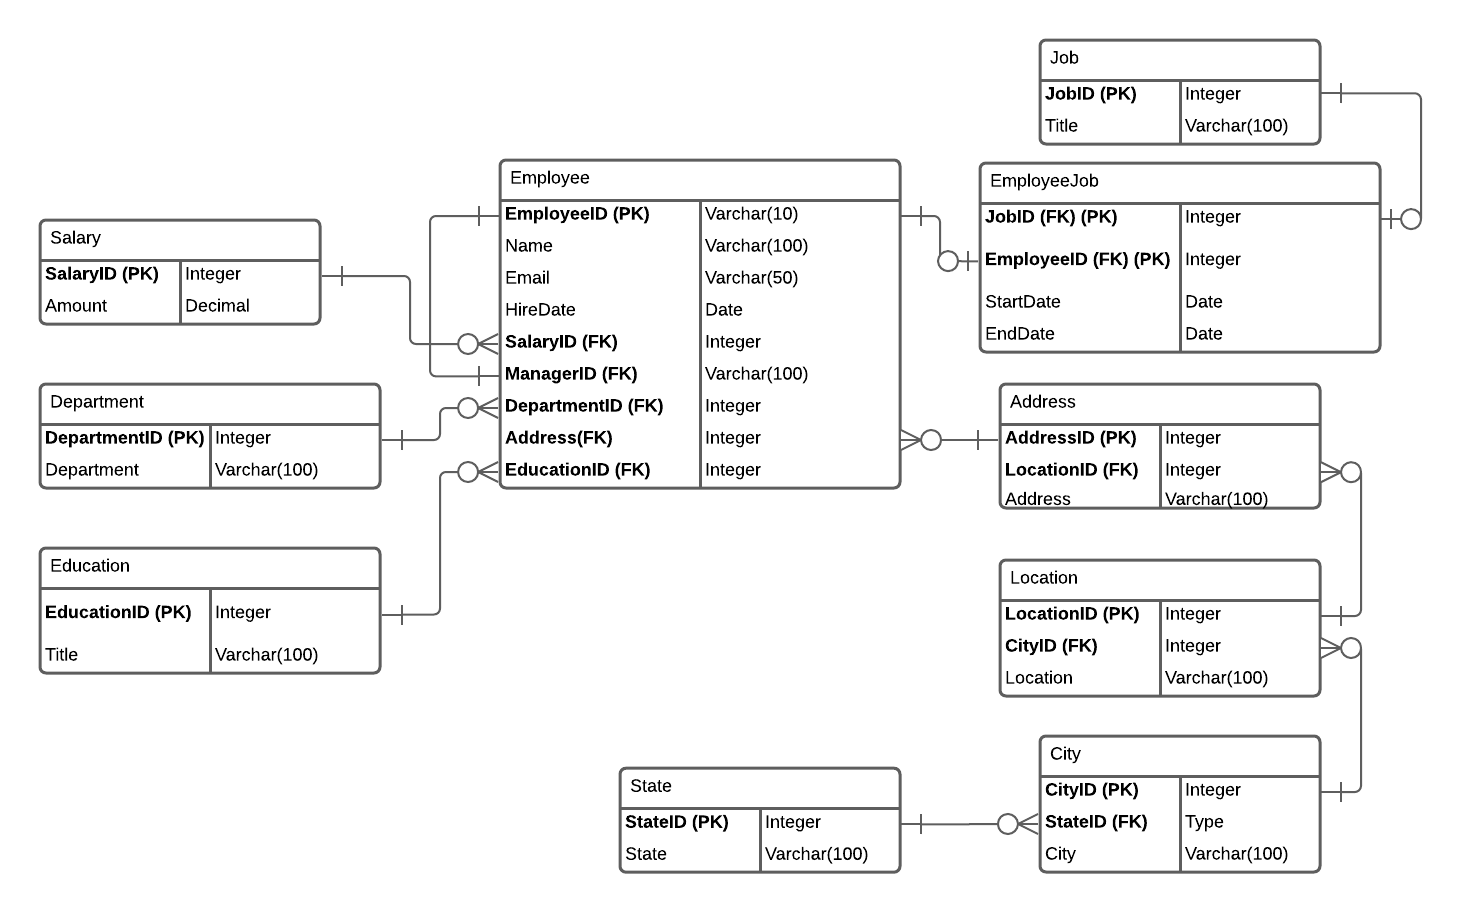 Job
JobID (PK) Integer
Title Varchar(100)
Employee
EmployeeID (PK) Varchar(10)
Name Varchar(100)
Email Varchar(50)
HireDate Date
SalaryID (FK) Integer
ManagerID (FK) Varchar(100)
DepartmentID (FK) Integer
Address(FK) Integer
EducationID (FK) Integer
EmployeeJob
JobID (FK) (PK) Integer
EmployeeID (FK) (PK) Integer
StartDate Date
EndDate Date
Salary
SalaryID (PK) Integer
Amount Decimal
Department
DepartmentID (PK) Integer
Department Varchar(100)
Address
AddressID (PK) Integer
LocationID (FK) Integer
Address Varchar(100)
Education
EducationID (PK) Integer
Title Varchar(100)
Location
LocationID (PK) Integer
CityID (FK) Integer
Location Varchar(100)
State
StateID (PK) Integer
State Varchar(100)
City
CityID (PK) Integer
StateID (FK) Type
City Varchar(100)